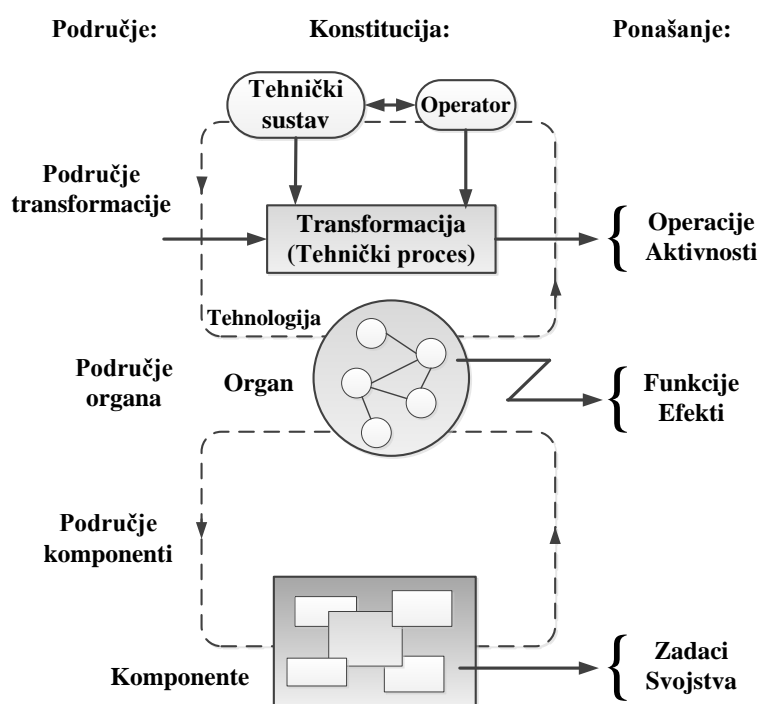 Područje:
Konstitucija:
Ponašanje:
Tehnički
sustav
Operator
Područje
transformacije
Transformacija
(Tehnički proces)
Operacije
Aktivnosti
Tehnologija
Područje
organa
Organ
Funkcije
Efekti
Područje
komponenti
Komponente
Zadaci
Svojstva